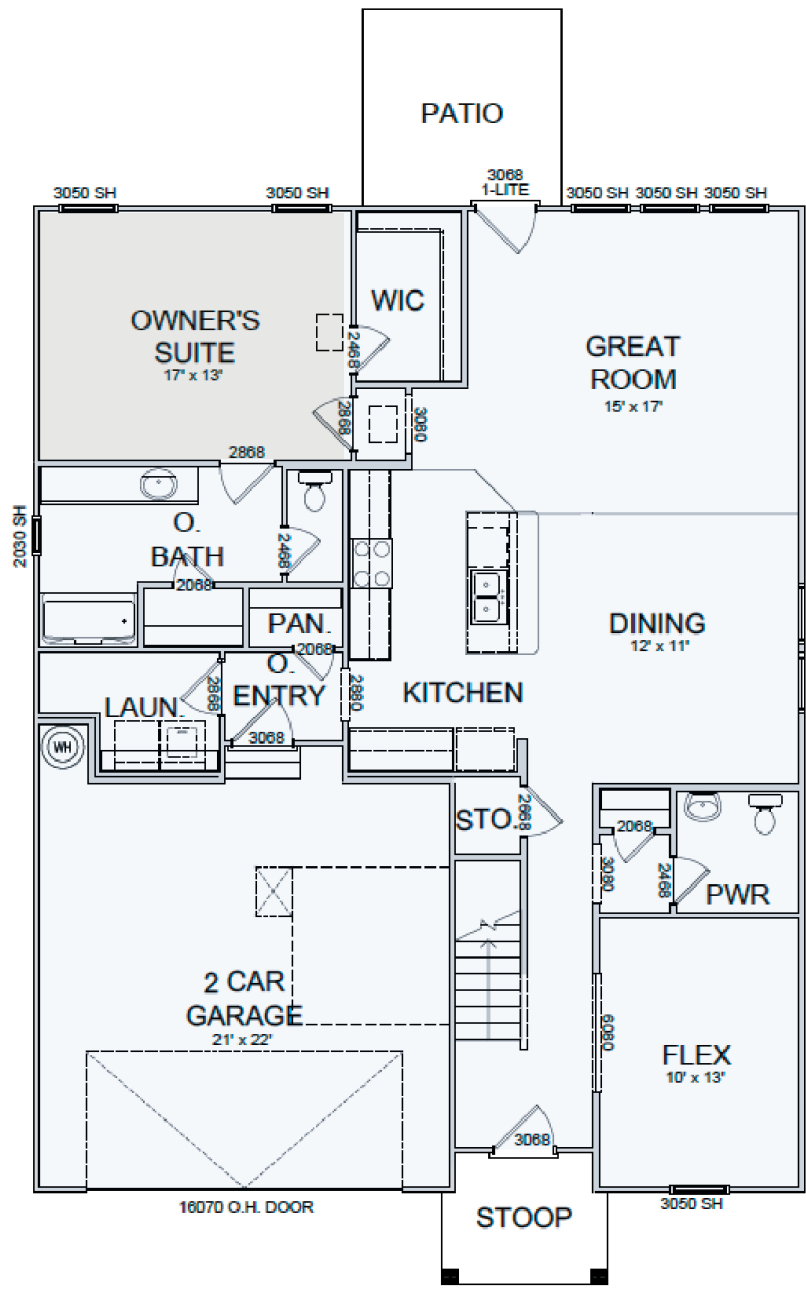 PATIO
3068
1-LITE
3050 SH
3050 SH
3050 SH
3050 SH
3050 SH
WIC
OWNER'S
SUITE
17' x 13'
2468
GREAT
ROOM
15' x 17'
2868
3080
2868
2030 SH
O.
BATH
2468
2068
PAN.
2068
DINING
12' x 11'
O.
ENTRY
2868
LAUN.
2880
KITCHEN
3068
WH
STO.
2668
2068
3080
2468
PWR
2 CAR
GARAGE
21' x 22'
6080
FLEX
10' x 13'
3068
16070 O.H. DOOR
3050 SH
STOOP